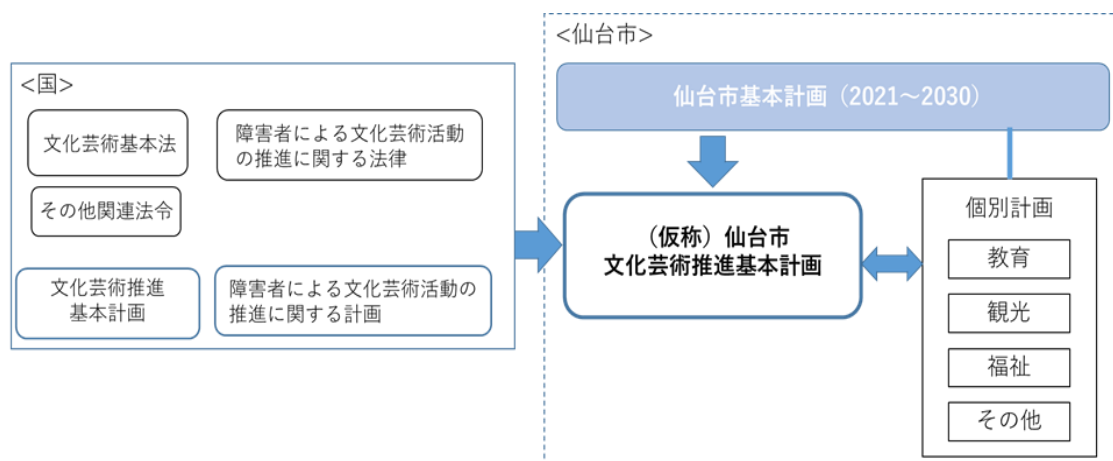 <国>
文化芸術基本法
障害者による文化芸術活動
の推進に関する法律
その他関連法令
文化芸術推進
基本計画
障害者による文化芸術活動の
推進に関する計画
<仙台市>
仙台市基本計画（2021～2030）
（仮称）仙台市
文化芸術推進基本計画
個別計画
教育
観光
福祉
その他